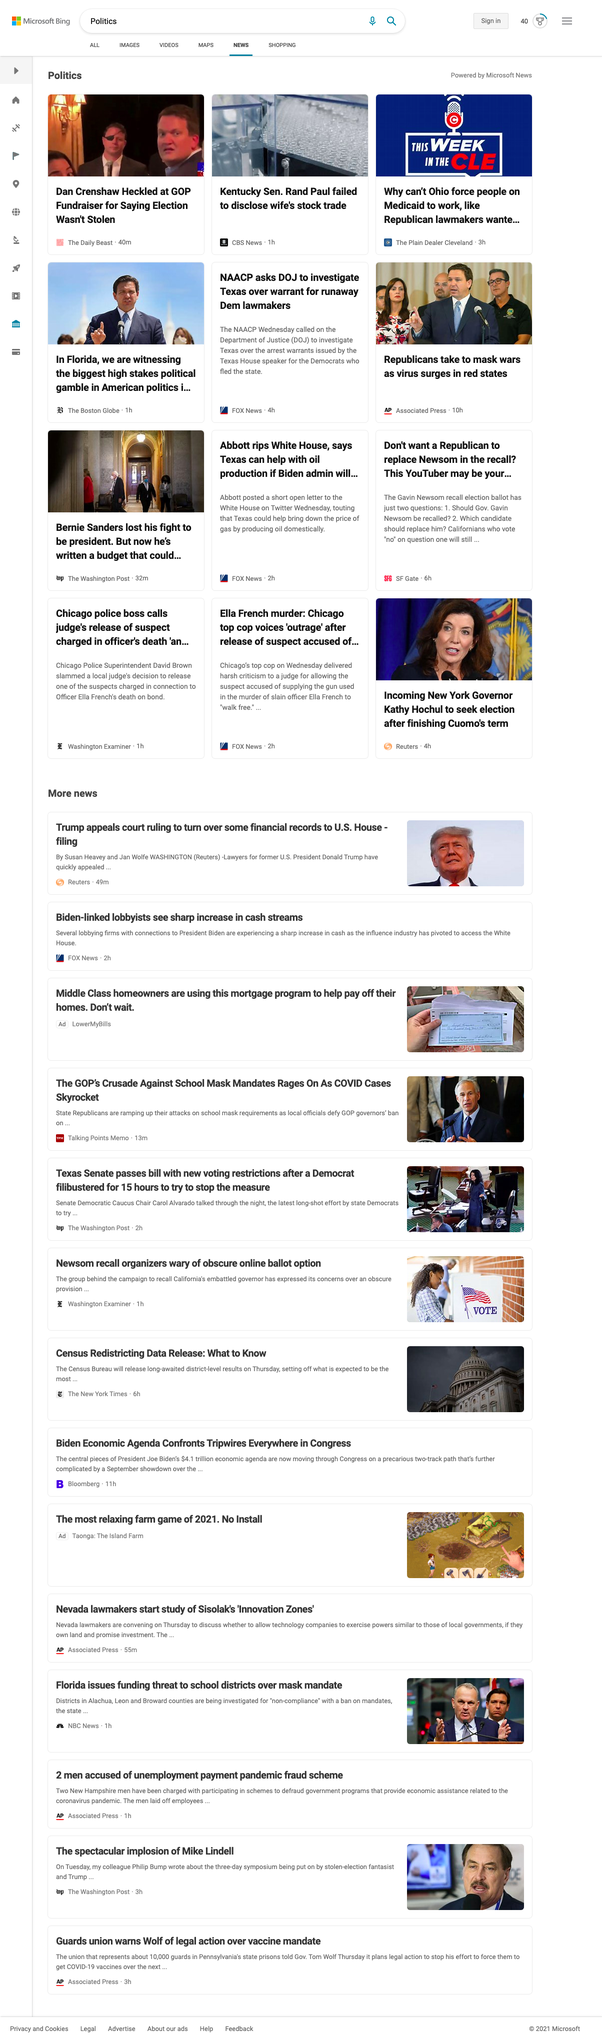 Microsoft Bing
Politics
Sign in
40
ALL
IMAGES
VIDEOS
MAPS
NEWS
SHOPPING
Politics
Powered by Microsoft News
Dan Crenshaw Heckled at GOP
Fundraiser for Saying Election
Wasn't Stolen
The Daily Beast · 40m
Kentucky Sen. Rand Paul failed
to disclose wife's stock trade
CBS News · 1h
C
THIS WEEK
IN THE CLE
Why can't Ohio force people on
Medicaid to work, like
Republican lawmakers wante...
The Plain Dealer Cleveland · 3h
In Florida, we are witnessing
the biggest high stakes political
gamble in American politics i...
The Boston Globe · 1h
NAACP asks DOJ to investigate
Texas over warrant for runaway
Dem lawmakers
The NAACP Wednesday called on the
Department of Justice (DOJ) to investigate
Texas over the arrest warrants issued by the
Texas House speaker for the Democrats who
fled the state.
FOX News · 4h
Republicans take to mask wars
as virus surges in red states
AP Associated Press · 10h
Bernie Sanders lost his fight to
be president. But now he's
written a budget that could...
wp The Washington Post · 32m
Abbott rips White House, says
Texas can help with oil
production if Biden admin will...
Abbott posted a short open letter to the
White House on Twitter Wednesday, touting
that Texas could help bring down the price of
gas by producing oil domestically.
FOX News · 2h
Don't want a Republican to
replace Newsom in the recall?
This YouTuber may be your...
The Gavin Newsom recall election ballot has
just two questions: 1. Should Gov. Gavin
Newsom be recalled? 2. Which candidate
should replace him? Californians who vote
"no" on question one will still ...
SF Gate · 6h
Chicago police boss calls
judge's release of suspect
charged in officer's death 'an...
Chicago Police Superintendent David Brown
slammed a local judge's decision to release
one of the suspects charged in connection to
Officer Ella French's death on bond.
Washington Examiner · 1h
Ella French murder: Chicago
top cop voices 'outrage' after
release of suspect accused of...
Chicago's top cop on Wednesday delivered
harsh criticism to a judge for allowing the
suspect accused of supplying the gun used
in the murder of slain officer Ella French to
"walk free." ...
FOX News · 2h
Incoming New York Governor
Kathy Hochul to seek election
after finishing Cuomo's term
Reuters · 4h
More news
Trump appeals court ruling to turn over some financial records to U.S. House -
filing
By Susan Heavey and Jan Wolfe WASHINGTON (Reuters) -Lawyers for former U.S. President Donald Trump have
quickly appealed ...
Reuters · 49m
Biden-linked lobbyists see sharp increase in cash streams
Several lobbying firms with connections to President Biden are experiencing a sharp increase in cash as the influence industry has pivoted to access the White
House.
FOX News · 2h
Middle Class homeowners are using this mortgage program to help pay off their
homes. Don't wait.
Ad LowerMyBills
The GOP's Crusade Against School Mask Mandates Rages On As COVID Cases
Skyrocket
State Republicans are ramping up their attacks on school mask requirements as local officials defy GOP governors' ban
on ...
Talking Points Memo · 13m
Texas Senate passes bill with new voting restrictions after a Democrat
filibustered for 15 hours to try to stop the measure
Senate Democratic Caucus Chair Carol Alvarado talked through the night, the latest long-shot effort by state Democrats
to try ...
wp The Washington Post · 2h
Newsom recall organizers wary of obscure online ballot option
The group behind the campaign to recall California's embattled governor has expressed its concerns over an obscure
provision ...
Washington Examiner · 1h
VOTE
Census Redistricting Data Release: What to Know
The Census Bureau will release long-awaited district-level results on Thursday, setting off what is expected to be the
most ...
The New York Times · 6h
Biden Economic Agenda Confronts Tripwires Everywhere in Congress
The central pieces of President Joe Biden's $4.1 trillion economic agenda are now moving through Congress on a precarious two-track path that's further
complicated by a September showdown over the ...
B Bloomberg · 11h
The most relaxing farm game of 2021. No Install
Ad Taonga: The Island Farm
Nevada lawmakers start study of Sisolak's 'Innovation Zones'
Nevada lawmakers are convening on Thursday to discuss whether to allow technology companies to exercise powers similar to those of local governments, if they
own land and promise investment. The ...
AP Associated Press · 55m
Florida issues funding threat to school districts over mask mandate
Districts in Alachua, Leon and Broward counties are being investigated for "non-compliance" with a ban on mandates,
the state ...
NBC News · 1h
2 men accused of unemployment payment pandemic fraud scheme
Two New Hampshire men have been charged with participating in schemes to defraud government programs that provide economic assistance related to the
coronavirus pandemic. The men laid off employees ...
AP Associated Press · 1h
The spectacular implosion of Mike Lindell
On Tuesday, my colleague Philip Bump wrote about the three-day symposium being put on by stolen-election fantasist
and Trump ...
wp The Washington Post · 3h
Guards union warns Wolf of legal action over vaccine mandate
The union that represents about 10,000 guards in Pennsylvania's state prisons told Gov. Tom Wolf Thursday it plans legal action to stop his effort to force them to
get COVID-19 vaccines over the next ...
AP Associated Press · 3h
Privacy and Cookies
Legal
Advertise
About our ads
Help
Feedback
© 2021 Microsoft